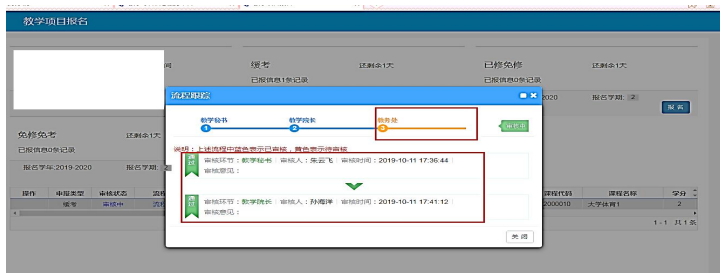 教学项目报名
缓考 还剩余1天 已修免修 还剩余1天
已报信息1条记录 已报信息0条记录
流程跟踪
2020 报名学期: 2
报名
教学秘书 教学院长 教务处
1 2 3
审核中
免修免考 还剩余1天
已报信息0条记录
说明：上述流程中蓝色表示已审核，黄色表示待审核
通过 审核环节：教学秘书 审核人：朱云飞 审核时间：2019-10-11 17:36:44
审核意见：
报名学年:2019-2020 报名学期:
操作 申报类型 审核状态 流程 课程代码 课程名称 学分
通过 审核环节：教学院长 审核人：孙海洋 审核时间：2019-10-11 17:41:12
缓考 审核中 流程 2000010 大学体育1 2
审核意见：
1 - 1 共1条
关闭